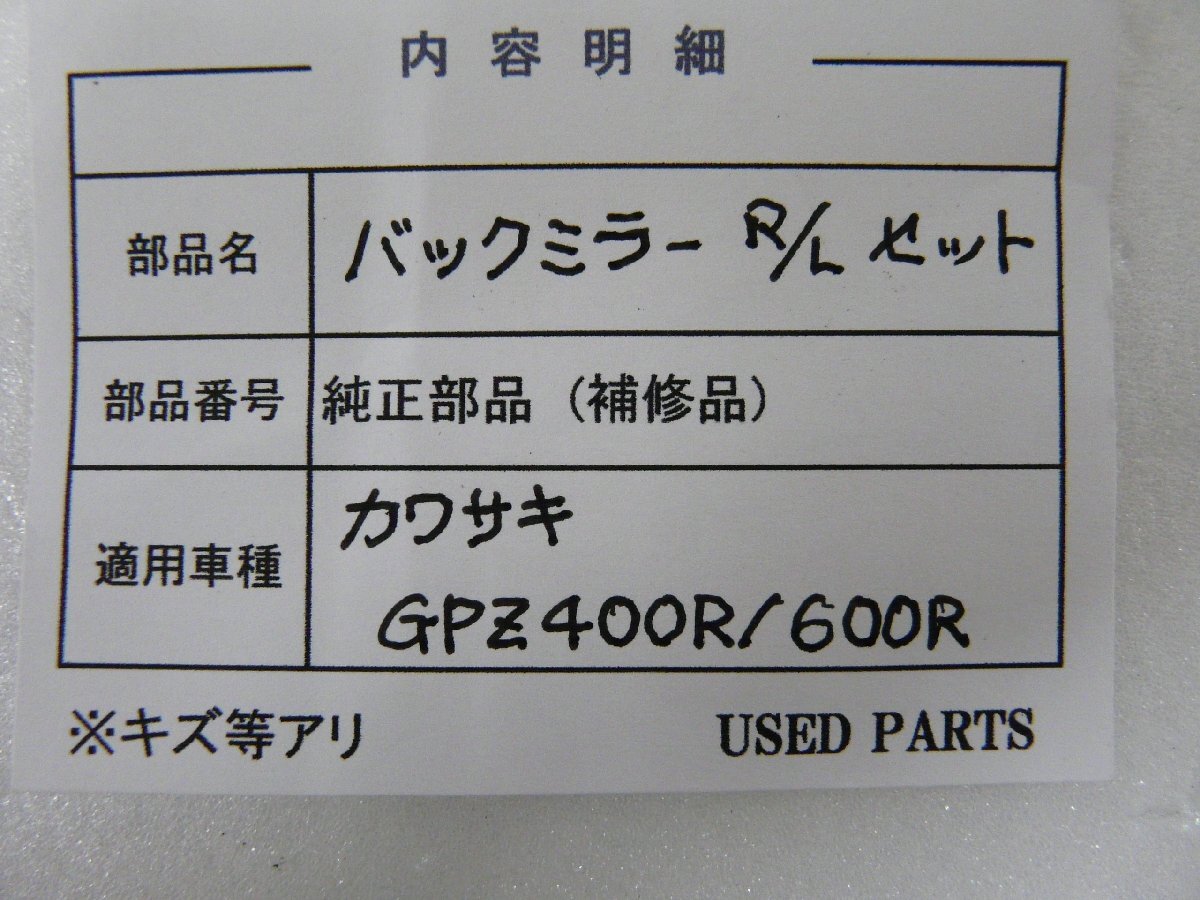 内容明細
部品名 バックミラー R/L セット
部品番号 純正部品（補修品）
適用車種 カワサキ
GPZ400R/600R
※キズ等アリ USED PARTS